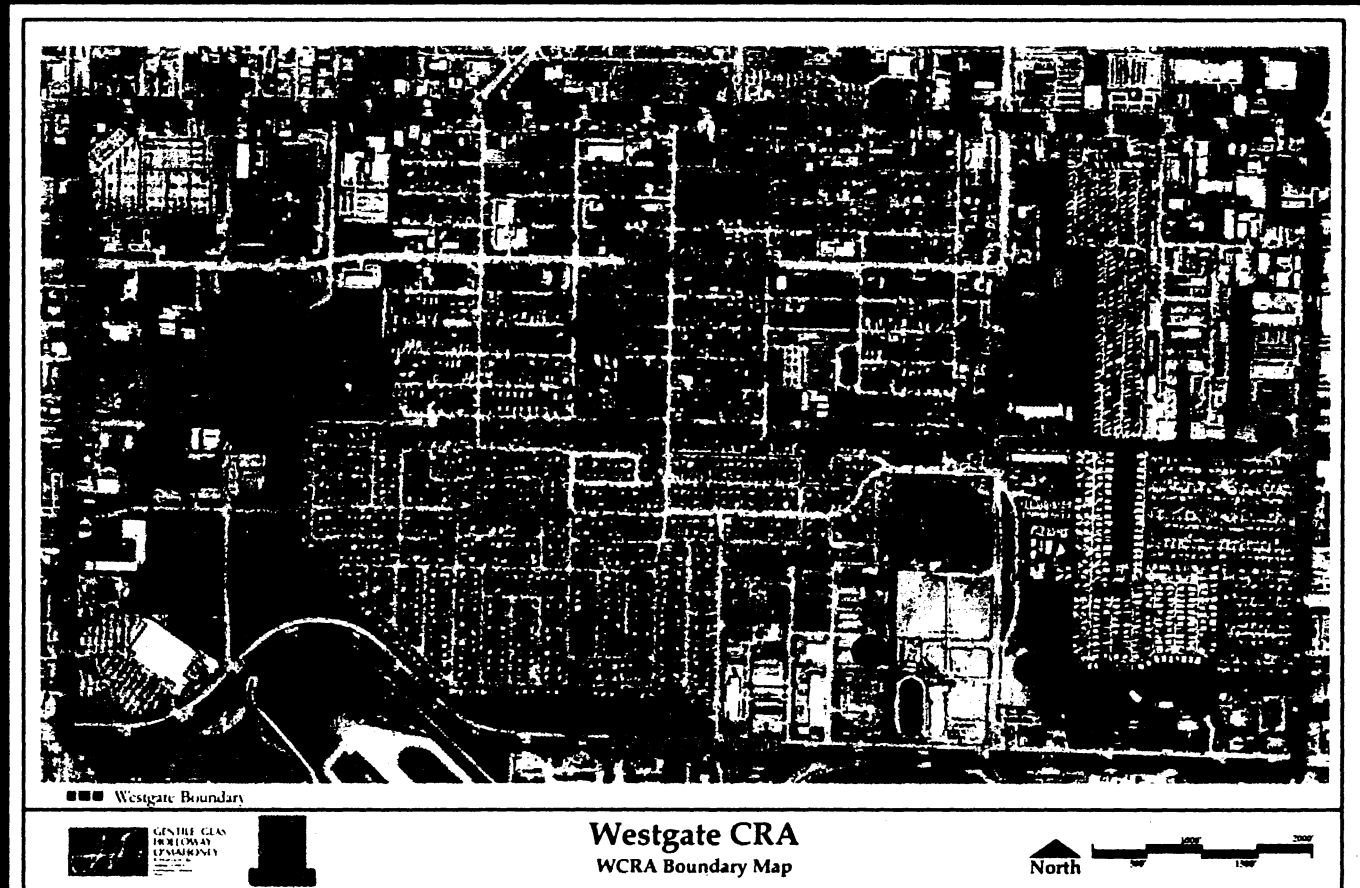 Westgate Boundary
GENTILE GLAS
HOLLOWAY
O'MAHONEY
Westgate CRA
WCRA Boundary Map
North
500'
1000'
1500'
2000'